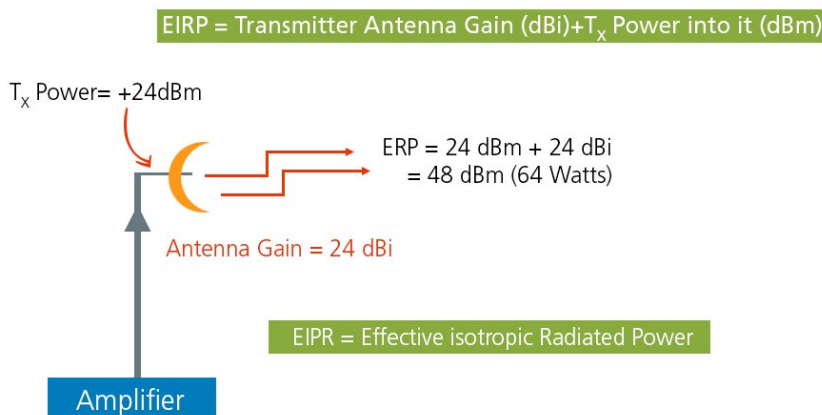 EIRP = Transmitter Antenna Gain (dBi)+Tx Power into it (dBm)
Tx Power= +24dBm
ERP = 24 dBm + 24 dBi
= 48 dBm (64 Watts)
Antenna Gain = 24 dBi
EIPR = Effective isotropic Radiated Power
Amplifier